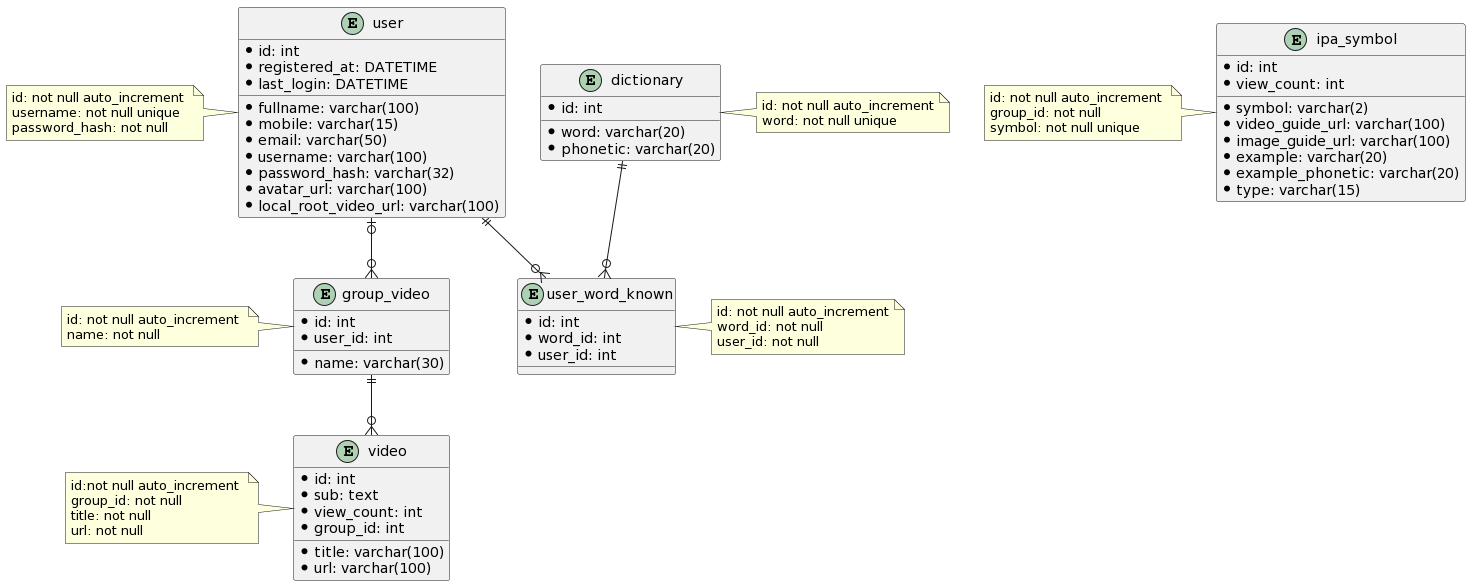 E user
id: int
registered_at: DATETIME
last_login: DATETIME
fullname: varchar(100)
mobile: varchar(15)
email: varchar(50)
username: varchar(100)
password_hash: varchar(32)
avatar_url: varchar(100)
local_root_video_url: varchar(100)
id: not null auto_increment
username: not null unique
password_hash: not null
E dictionary
id: int
word: varchar(20)
phonetic: varchar(20)
id: not null auto_increment
word: not null unique
id: not null auto_increment
group_id: not null
symbol: not null unique
E ipa_symbol
id: int
view_count: int
symbol: varchar(2)
video_guide_url: varchar(100)
image_guide_url: varchar(100)
example: varchar(20)
example_phonetic: varchar(20)
type: varchar(15)
id: not null auto_increment
name: not null
E group_video
id: int
user_id: int
name: varchar(30)
E user_word_known
id: int
word_id: int
user_id: int
id: not null auto_increment
word_id: not null
user_id: not null
id:not null auto_increment
group_id: not null
title: not null
url: not null
E video
id: int
sub: text
view_count: int
group_id: int
title: varchar(100)
url: varchar(100)